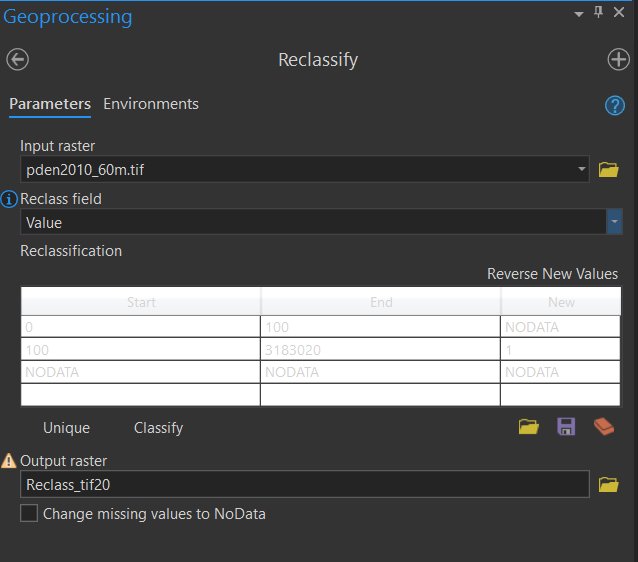 Geoprocessing
Reclassify
Parameters Environments
Input raster
pden2010_60m.tif
Reclass field
Value
Reclassification
Reverse New Values
Start End New
0 100 NODATA
100 3183020 1
NODATA NODATA NODATA
Unique Classify
Output raster
Reclass_tif20
Change missing values to NoData